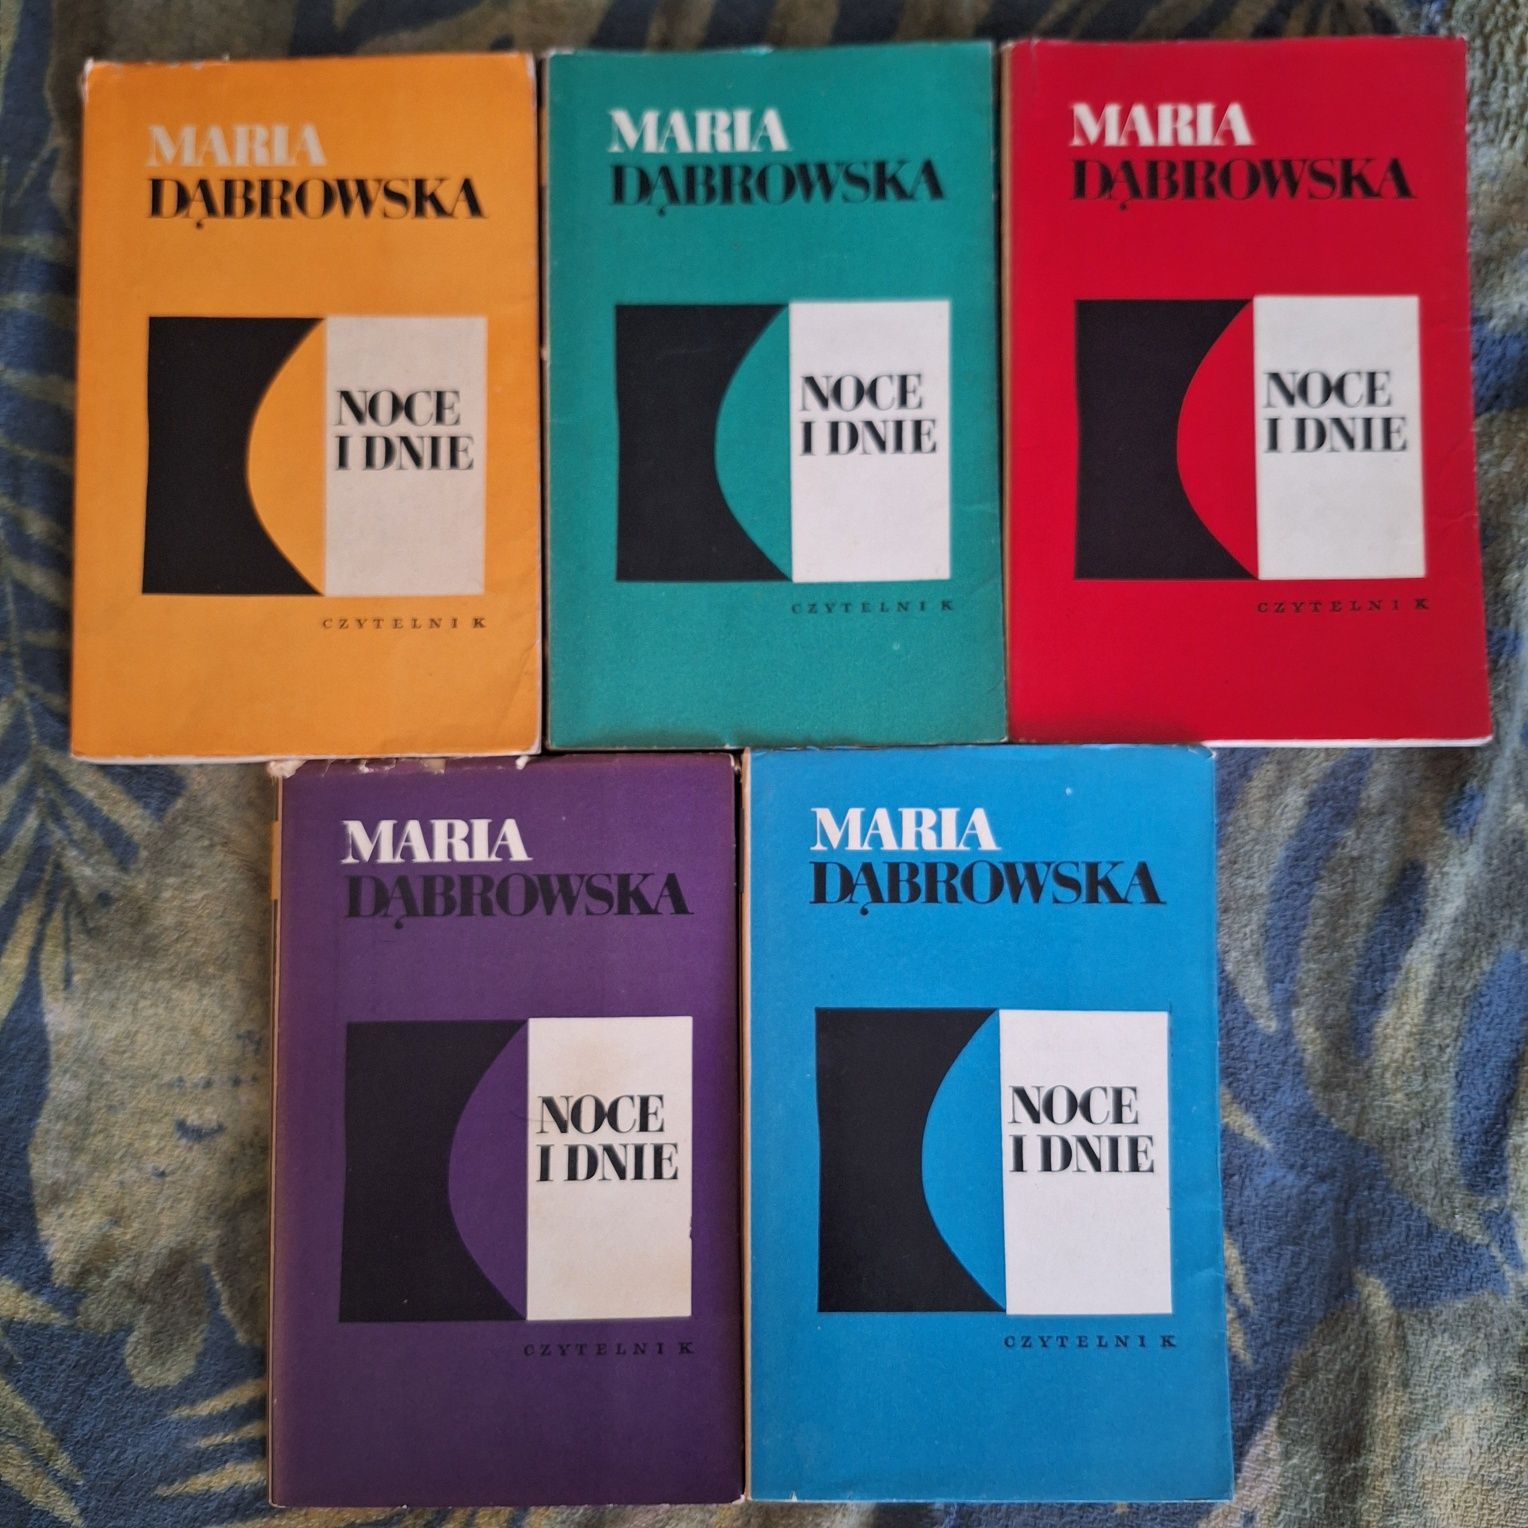 MARIA
DĄBROWSKA
NOCE
I DNIE
CZYTELNIK
MARIA
DĄBROWSKA
NOCE
I DNIE
CZYTELNIK
MARIA
DĄBROWSKA
NOCE
I DNIE
CZYTELNIK
MARIA
DĄBROWSKA
NOCE
I DNIE
CZYTELNIK
MARIA
DĄBROWSKA
NOCE
I DNIE
CZYTELNIK